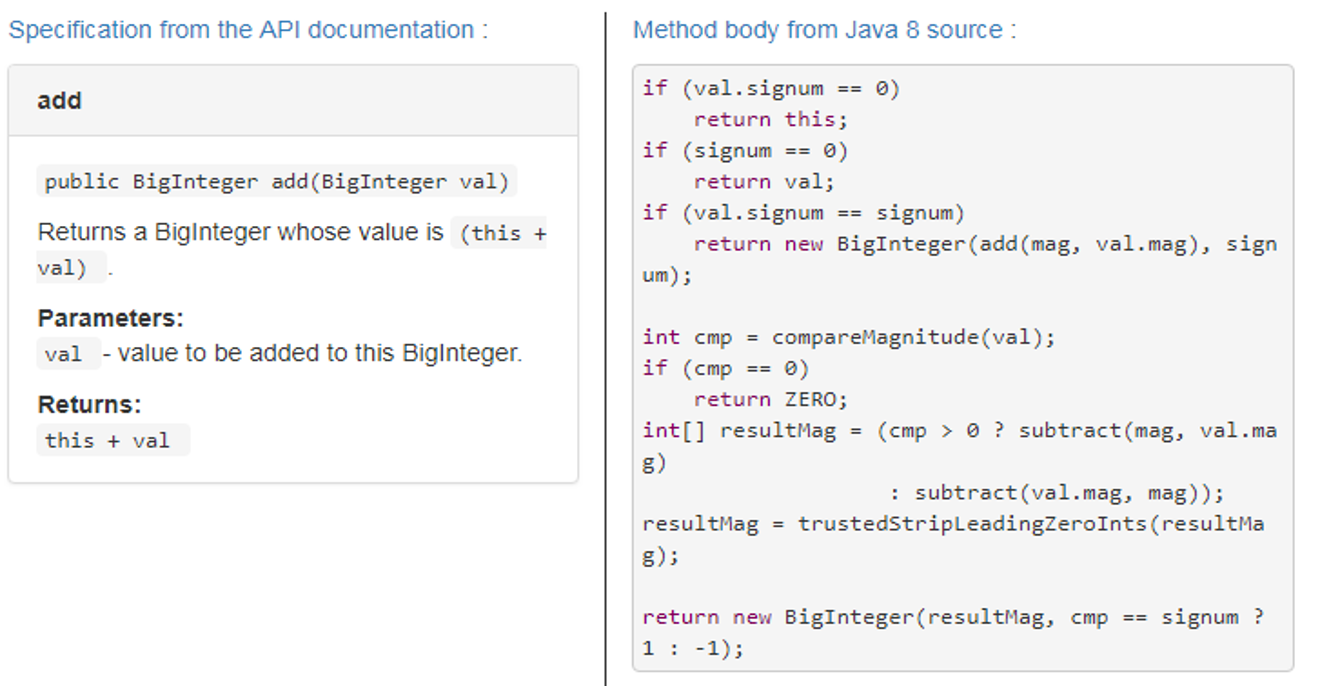 Specification from the API documentation :
add
public BigInteger add(BigInteger val)
Returns a BigInteger whose value is (this +
val) .
Parameters:
val - value to be added to this BigInteger.
Returns:
this + val
Method body from Java 8 source :
if (val.signum == 0)
    return this;
if (signum == 0)
    return val;
if (val.signum == signum)
    return new BigInteger(add(mag, val.mag), sign
um);

int cmp = compareMagnitude(val);
if (cmp == 0)
    return ZERO;
int[] resultMag = (cmp > 0 ? subtract(mag, val.ma
g)
                   : subtract(val.mag, mag));
resultMag = trustedStripLeadingZeroInts(resultMa
g);

return new BigInteger(resultMag, cmp == signum ?
1 : -1);